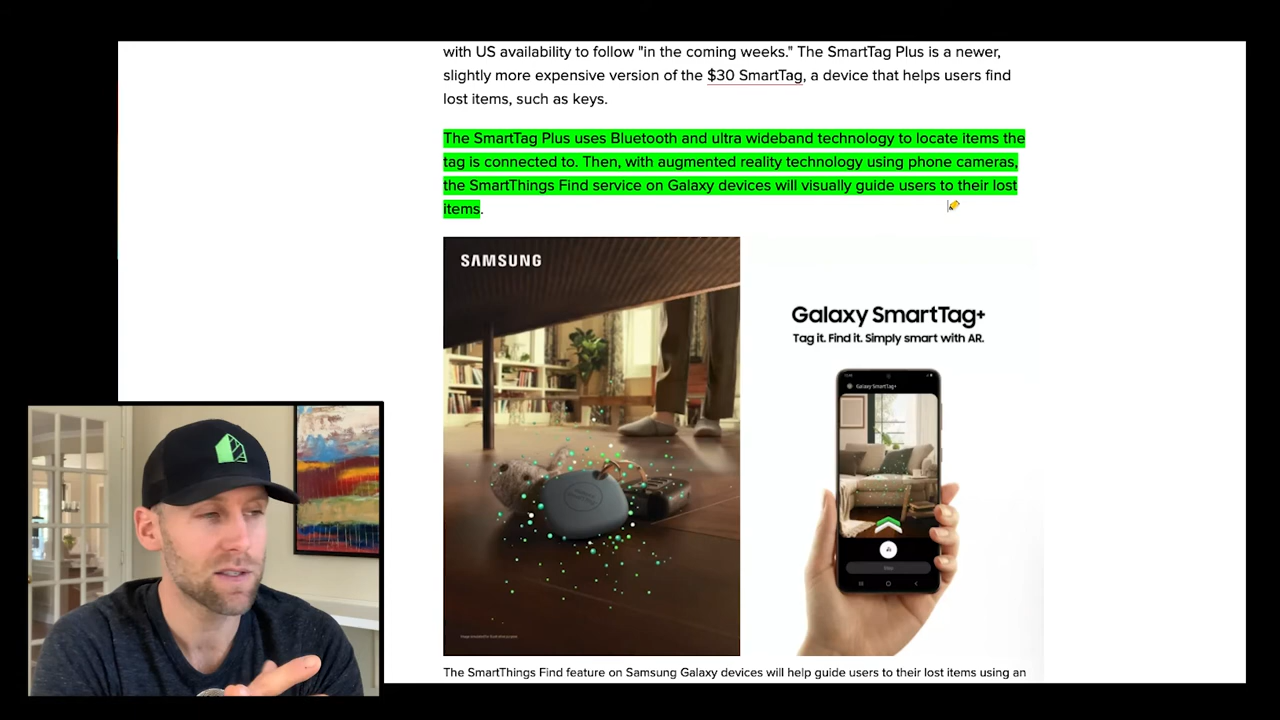 with US availability to follow "in the coming weeks." The SmartTag Plus is a newer,
slightly more expensive version of the $30 SmartTag, a device that helps users find
lost items, such as keys.
The SmartTag Plus uses Bluetooth and ultra wideband technology to locate items the
tag is connected to. Then, with augmented reality technology using phone cameras,
the SmartThings Find service on Galaxy devices will visually guide users to their lost
items.
SAMSUNG
Galaxy SmartTag+
Tag it. Find it. Simply smart with AR.
Galaxy SmartTag+
The SmartThings Find feature on Samsung Galaxy devices will help guide users to their lost items using an